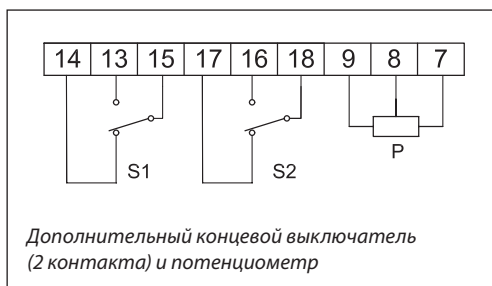 14 13 15 17 16 18 9 8 7
S1 S2 P
Дополнительный концевой выключатель
(2 контакта) и потенциометр